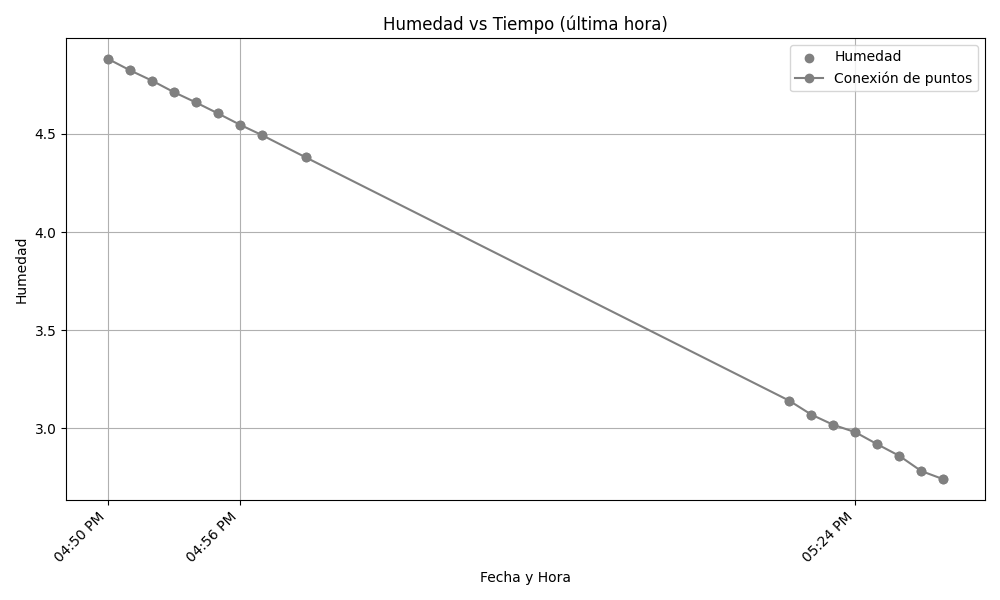 Humedad vs Tiempo (última hora)
Humedad
Conexión de puntos
Humedad
4.5
4.0
3.5
3.0
04:50 PM
04:56 PM
05:24 PM
Fecha y Hora